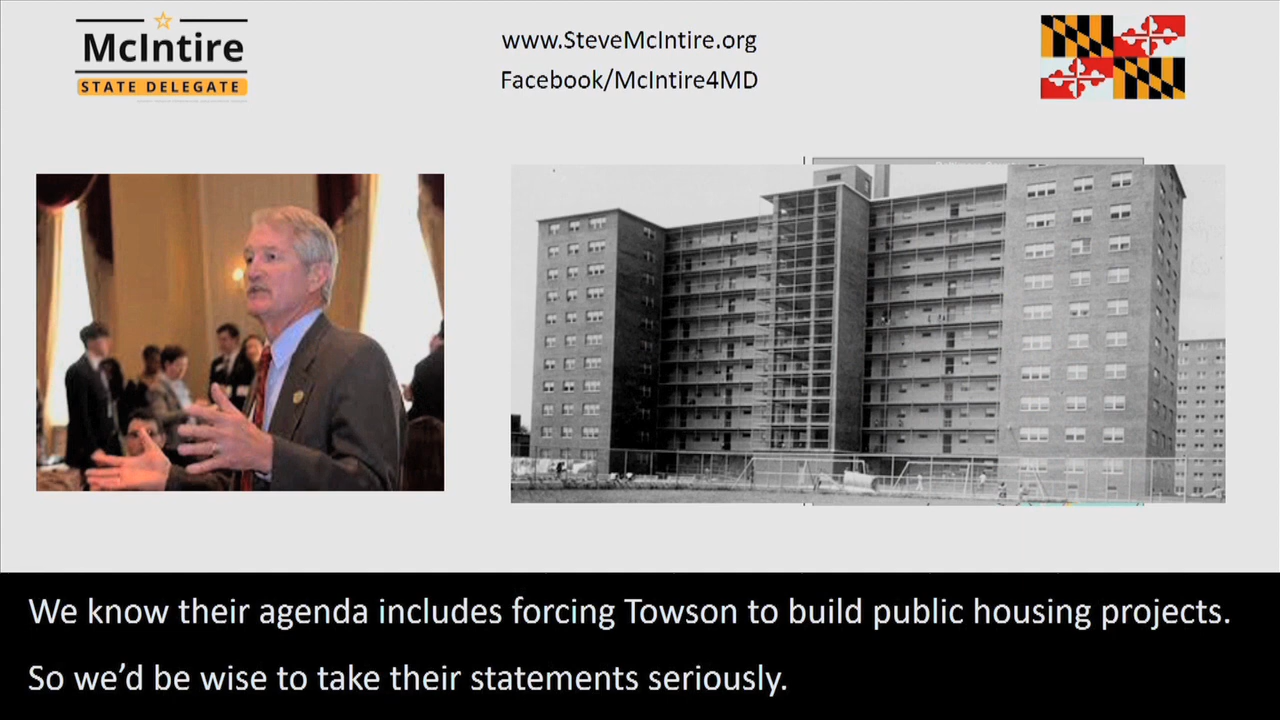 McIntire
STATE DELEGATE
www.SteveMcIntire.org
Facebook/McIntire4MD
We know their agenda includes forcing Towson to build public housing projects.
So we’d be wise to take their statements seriously.